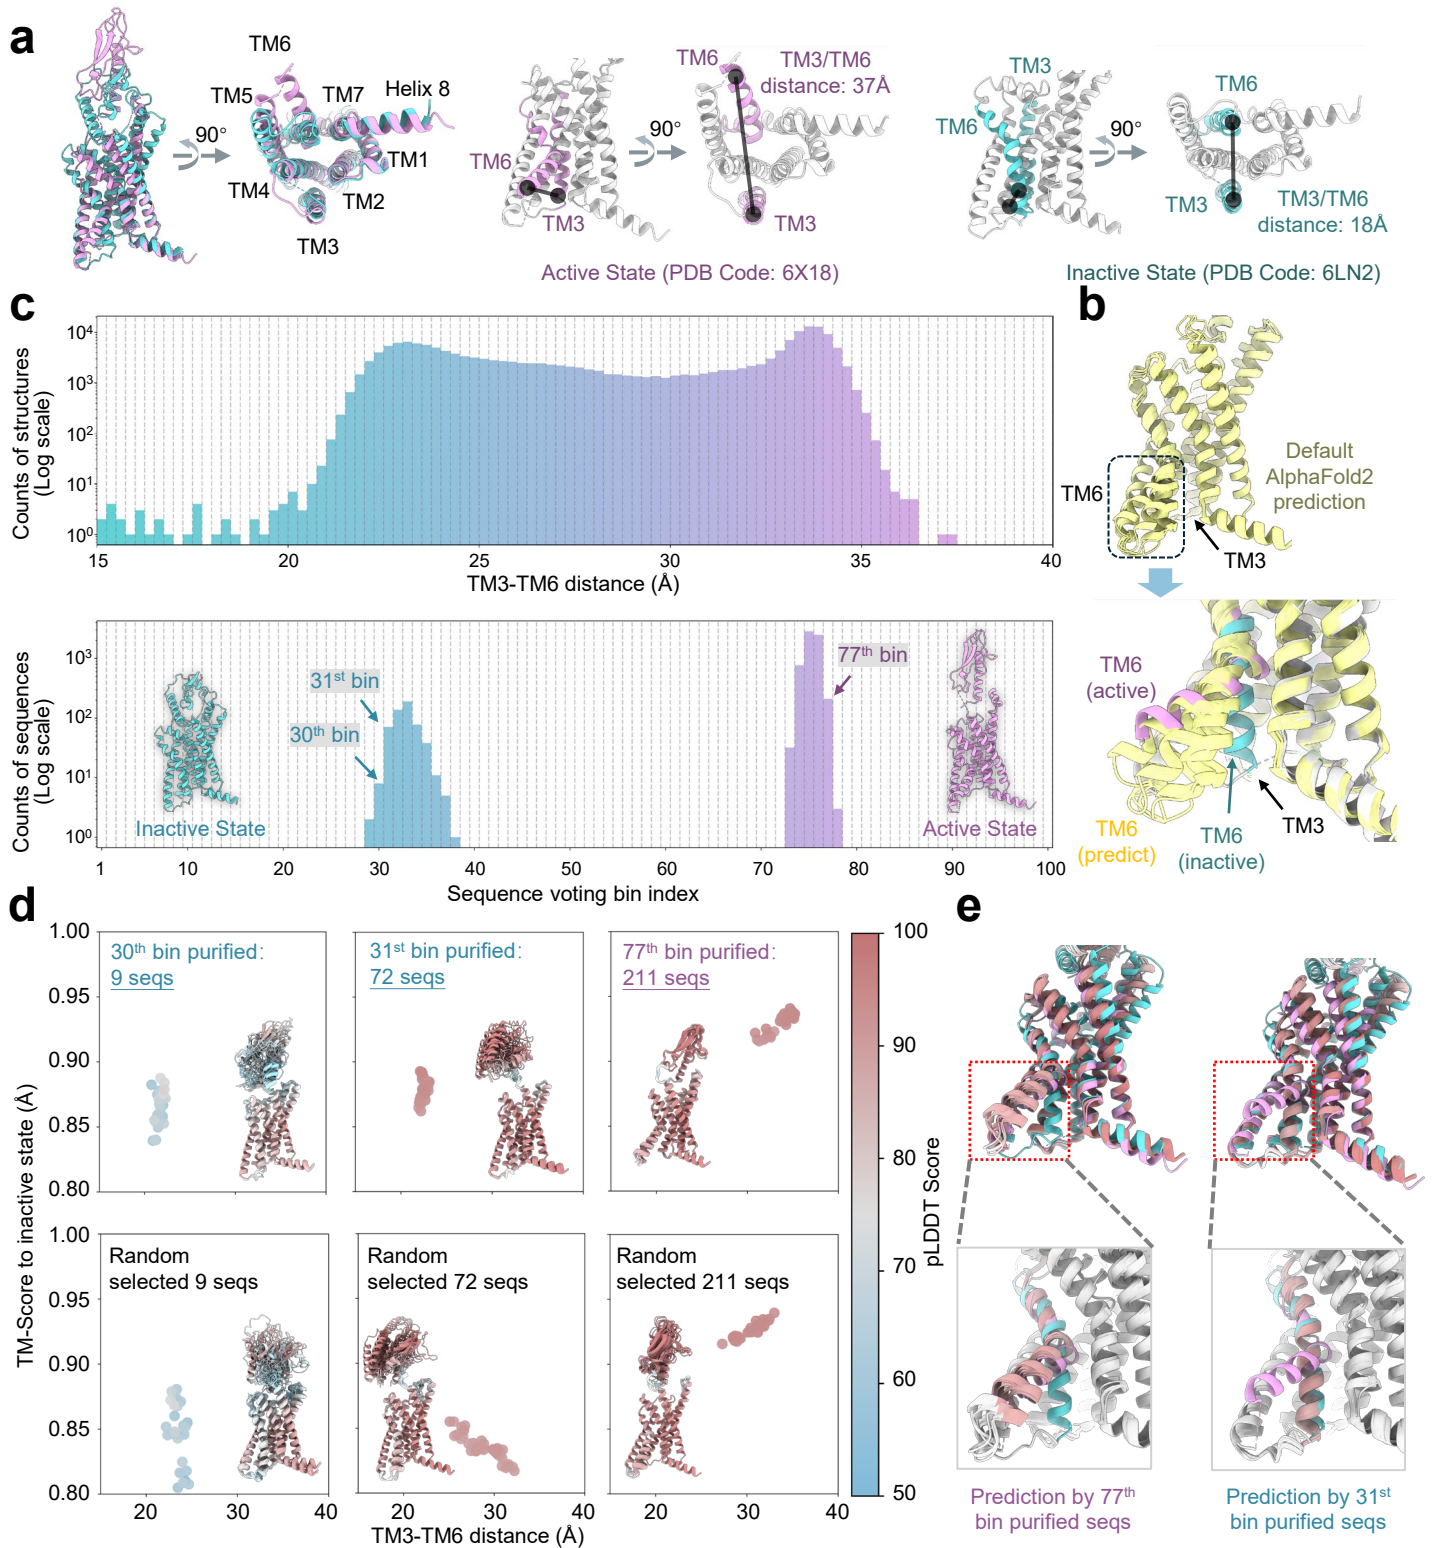 a
TM6
TM5
TM7
Helix 8
90°
TM4
TM1
TM2
TM3
TM6
TM3
90°
TM6
TM3/TM6
distance: 37Å
TM3
Active State (PDB Code: 6X18)
TM3
TM6
90°
TM6
TM3
TM3/TM6
distance: 18Å
Inactive State (PDB Code: 6LN2)
c
Counts of structures
(Log scale)
10⁴
10³
10²
10¹
10⁰
15
20
25
30
35
40
TM3-TM6 distance (Å)
Counts of sequences
(Log scale)
10³
10²
10¹
10⁰
31st bin
30th bin
77th bin
Inactive State
Active State
1
10
20
30
40
50
60
70
80
90
100
Sequence voting bin index
b
Default
AlphaFold2
prediction
TM6
TM3
TM6
(active)
TM6
(predict)
TM6
(inactive)
TM3
d
TM-Score to inactive state (Å)
1.00
0.95
0.90
0.85
0.80
30th bin purified:
9 seqs
31st bin purified:
72 seqs
77th bin purified:
211 seqs
1.00
0.95
0.90
0.85
0.80
Random
selected 9 seqs
Random
selected 72 seqs
Random
selected 211 seqs
20
30
40
20
30
40
20
30
40
TM3-TM6 distance (Å)
100
90
80
70
60
50
pLDDT Score
e
Prediction by 77th
bin purified seqs
Prediction by 31st
bin purified seqs